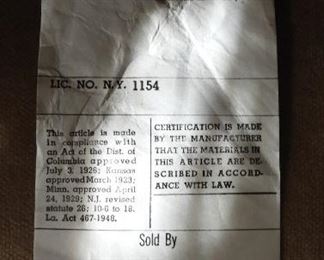 LIC. NO. N.Y. 1154
This article is made
in compliance with
an Act of the Dist. of
Columbia approved
July 3, 1926; Kansas
approved March 1923;
Minn. approved April
24, 1929; N.J. revised
statute 26; 10-6 to 18.
La. Act 467-1948.
CERTIFICATION IS MADE
BY THE MANUFACTURER
THAT THE MATERIALS IN
THIS ARTICLE ARE DE-
SCRIBED IN ACCORD-
ANCE WITH LAW.
Sold By